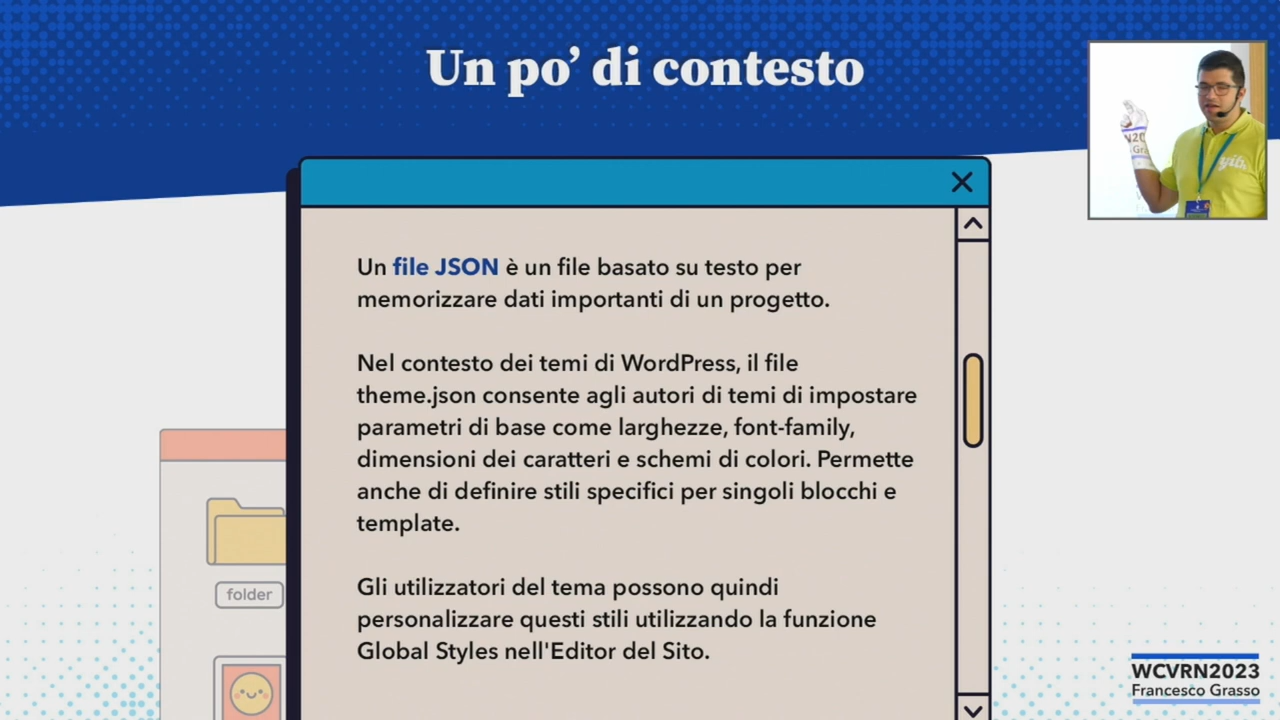 Un po’ di contesto
Un file JSON è un file basato su testo per
memorizzare dati importanti di un progetto.
Nel contesto dei temi di WordPress, il file
theme.json consente agli autori di temi di impostare
parametri di base come larghezze, font-family,
dimensioni dei caratteri e schemi di colori. Permette
anche di definire stili specifici per singoli blocchi e
template.
Gli utilizzatori del tema possono quindi
personalizzare questi stili utilizzando la funzione
Global Styles nell'Editor del Sito.
folder
yib.
WCVRN2023
Francesco Grasso